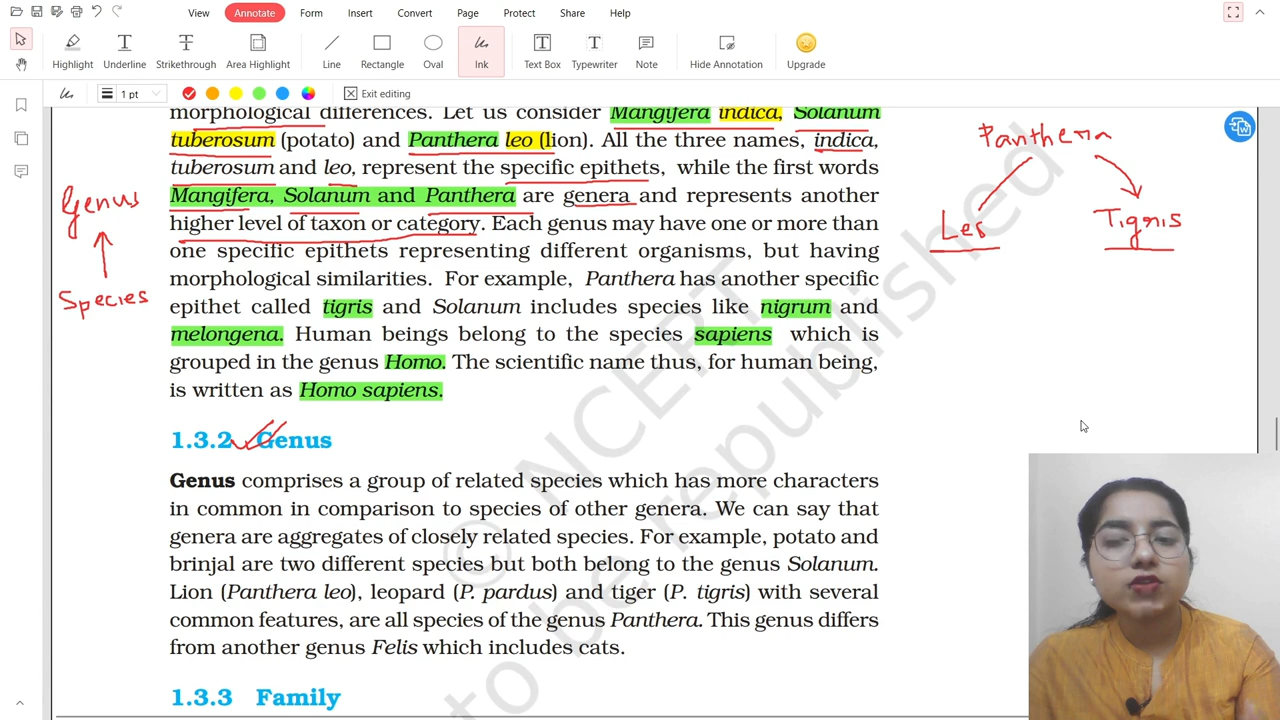 View Annotate Form Insert Convert Page Protect Share Help
Highlight Underline Strikethrough Area Highlight Line Rectangle Oval Ink Text Box Typewriter Note Hide Annotation Upgrade
1 pt Exit editing
morphological differences. Let us consider Mangifera indica, Solanum
tuberosum (potato) and Panthera leo (lion). All the three names, indica,
tuberosum and leo, represent the specific epithets, while the first words
Mangifera, Solanum and Panthera are genera and represents another
higher level of taxon or category. Each genus may have one or more than
one specific epithets representing different organisms, but having
morphological similarities. For example, Panthera has another specific
epithet called tigris and Solanum includes species like nigrum and
melongena. Human beings belong to the species sapiens which is
grouped in the genus Homo. The scientific name thus, for human being,
is written as Homo sapiens.
Genus
Species
Panthera
Leo
Tigris
1.3.2 Genus
Genus comprises a group of related species which has more characters
in common in comparison to species of other genera. We can say that
genera are aggregates of closely related species. For example, potato and
brinjal are two different species but both belong to the genus Solanum.
Lion (Panthera leo), leopard (P. pardus) and tiger (P. tigris) with several
common features, are all species of the genus Panthera. This genus differs
from another genus Felis which includes cats.
1.3.3 Family
© NCERT
to be republished